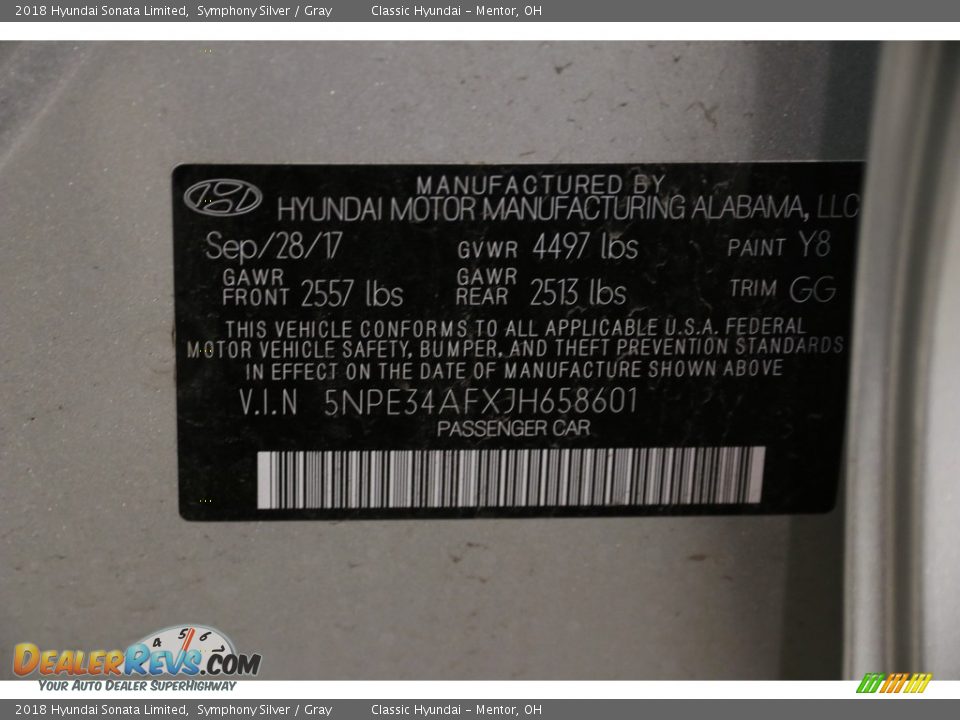 2018 Hyundai Sonata Limited, Symphony Silver / Gray Classic Hyundai - Mentor, OH
MANUFACTURED BY
HYUNDAI MOTOR MANUFACTURING ALABAMA, LLC
Sep/28/17 GVWR 4497 lbs PAINT Y8
GAWR FRONT 2557 lbs GAWR REAR 2513 lbs TRIM GG
THIS VEHICLE CONFORMS TO ALL APPLICABLE U.S.A. FEDERAL
MOTOR VEHICLE SAFETY, BUMPER, AND THEFT PREVENTION STANDARDS
IN EFFECT ON THE DATE OF MANUFACTURE SHOWN ABOVE
V.I.N 5NPE34AFXJH658601
PASSENGER CAR
4 5 6 7
DEALERREVS.COM
YOUR AUTO DEALER SUPERHIGHWAY
2018 Hyundai Sonata Limited, Symphony Silver / Gray Classic Hyundai - Mentor, OH